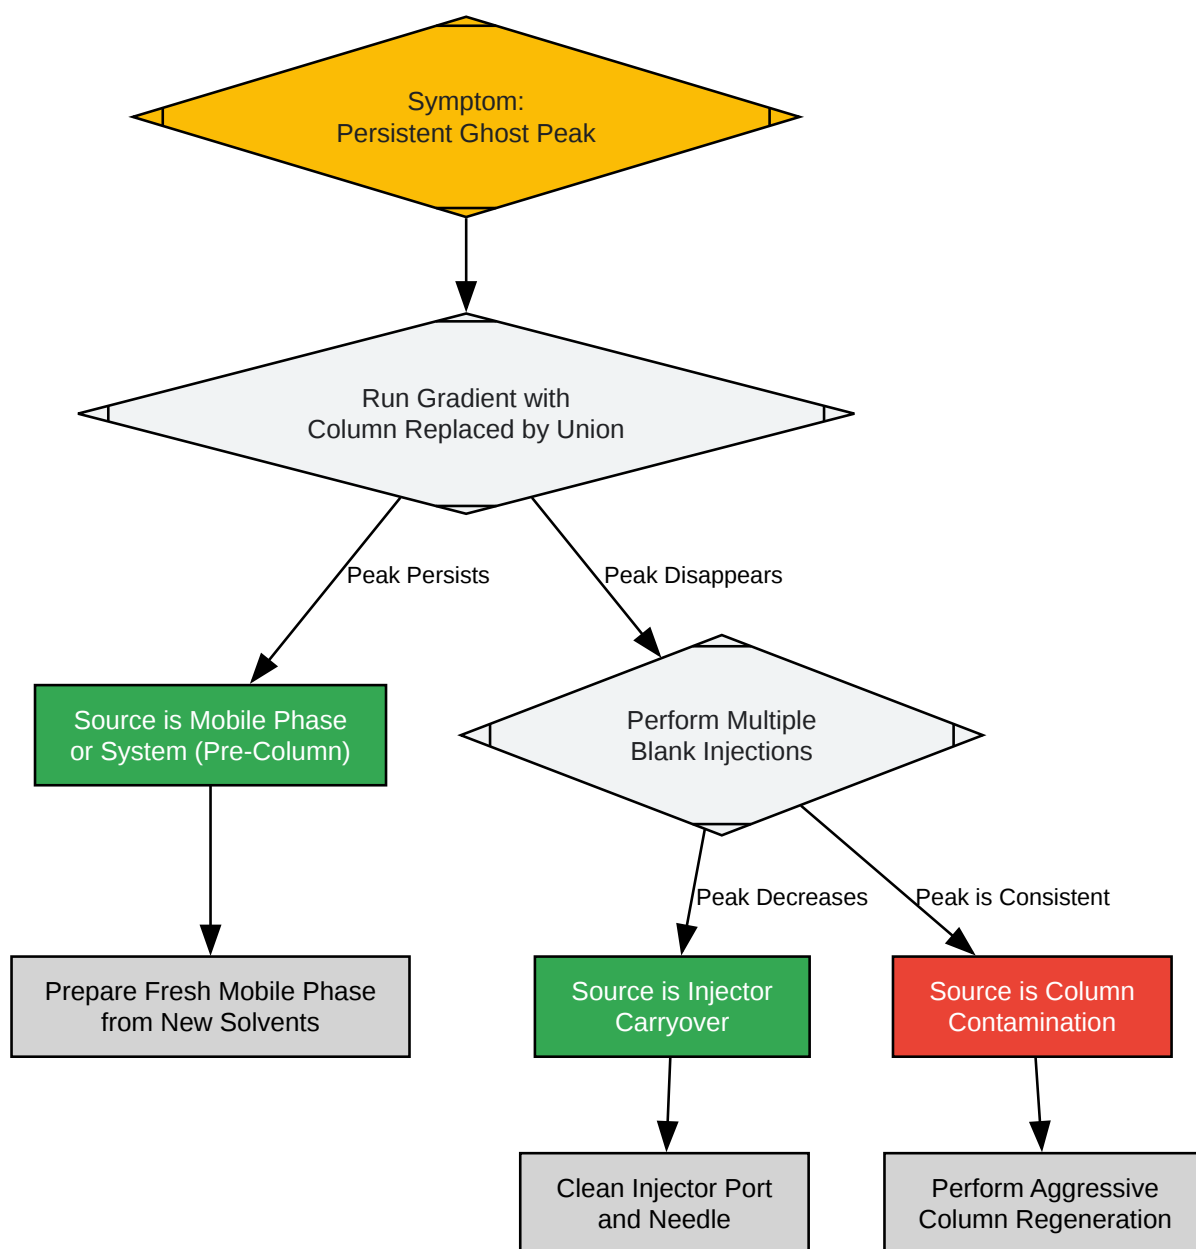 Symptom:
Persistent Ghost Peak
Run Gradient with
Column Replaced by Union
Peak Persists
Peak Disappears
Source is Mobile Phase
or System (Pre-Column)
Perform Multiple
Blank Injections
Peak Decreases
Peak is Consistent
Prepare Fresh Mobile Phase
from New Solvents
Source is Injector
Carryover
Source is Column
Contamination
Clean Injector Port
and Needle
Perform Aggressive
Column Regeneration